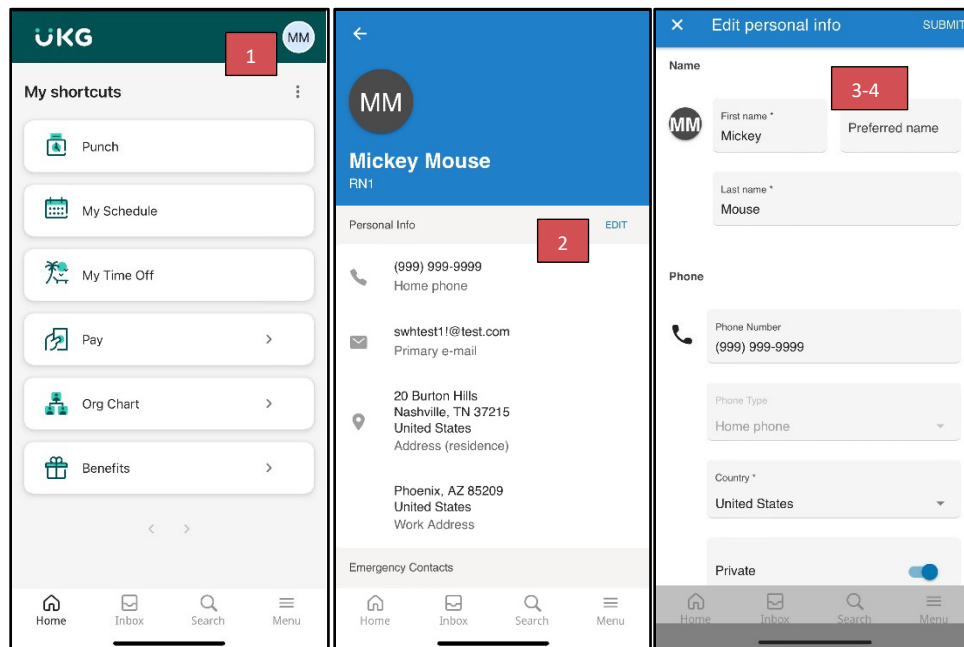 UKG
MM
1
My shortcuts
Punch
My Schedule
My Time Off
Pay
Org Chart
Benefits
Home
Inbox
Search
Menu
MM
Mickey Mouse
RN1
Personal Info
EDIT
2
(999) 999-9999
Home phone
swhtest1!@test.com
Primary e-mail
20 Burton Hills
Nashville, TN 37215
United States
Address (residence)
Phoenix, AZ 85209
United States
Work Address
Emergency Contacts
Home
Inbox
Search
Menu
Edit personal info
SUBMIT
Name
3-4
MM
First name *
Mickey
Preferred name
Last name *
Mouse
Phone
Phone Number
(999) 999-9999
Phone Type
Home phone
Country *
United States
Private
Home
Inbox
Search
Menu